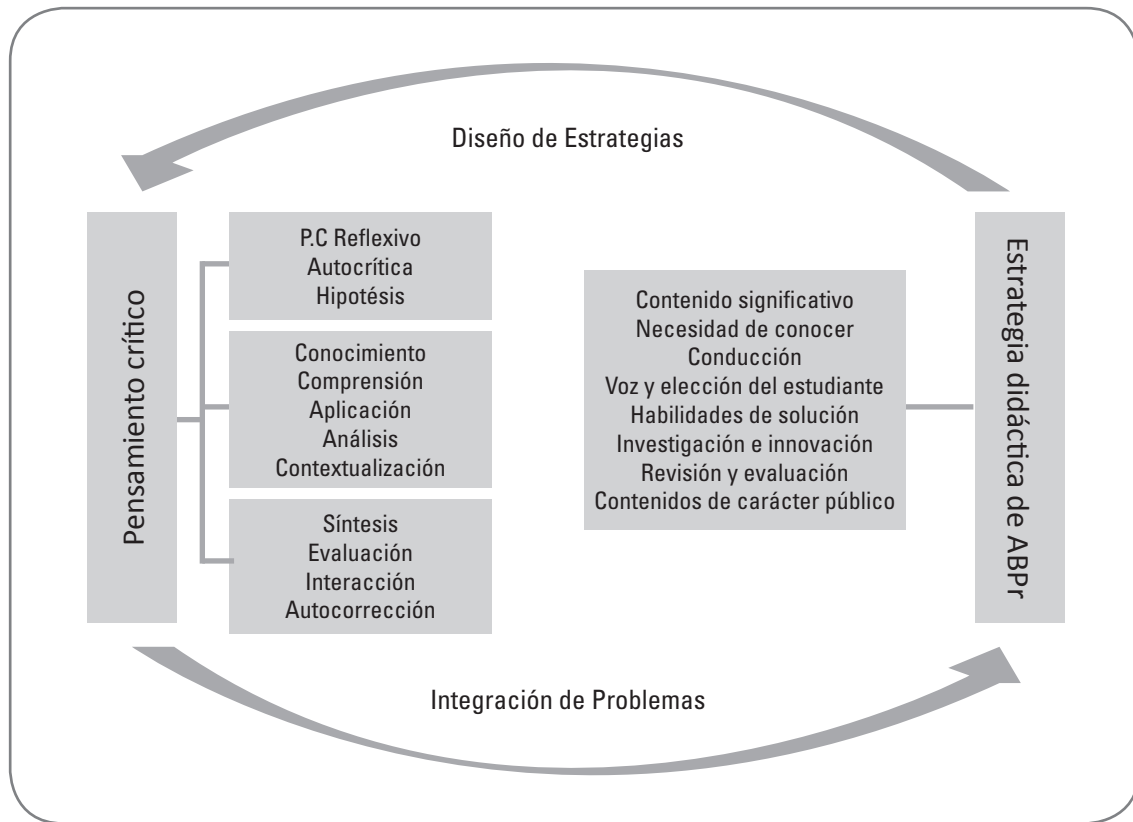 Diseño de Estrategias
Pensamiento crítico
P.C Reflexivo
Autocrítica
Hipotésis
Conocimiento
Comprensión
Aplicación
Análisis
Contextualización
Síntesis
Evaluación
Interacción
Autocorrección
Contenido significativo
Necesidad de conocer
Conducción
Voz y elección del estudiante
Habilidades de solución
Investigación e innovación
Revisión y evaluación
Contenidos de carácter público
Estrategia didáctica de ABPr
Integración de Problemas